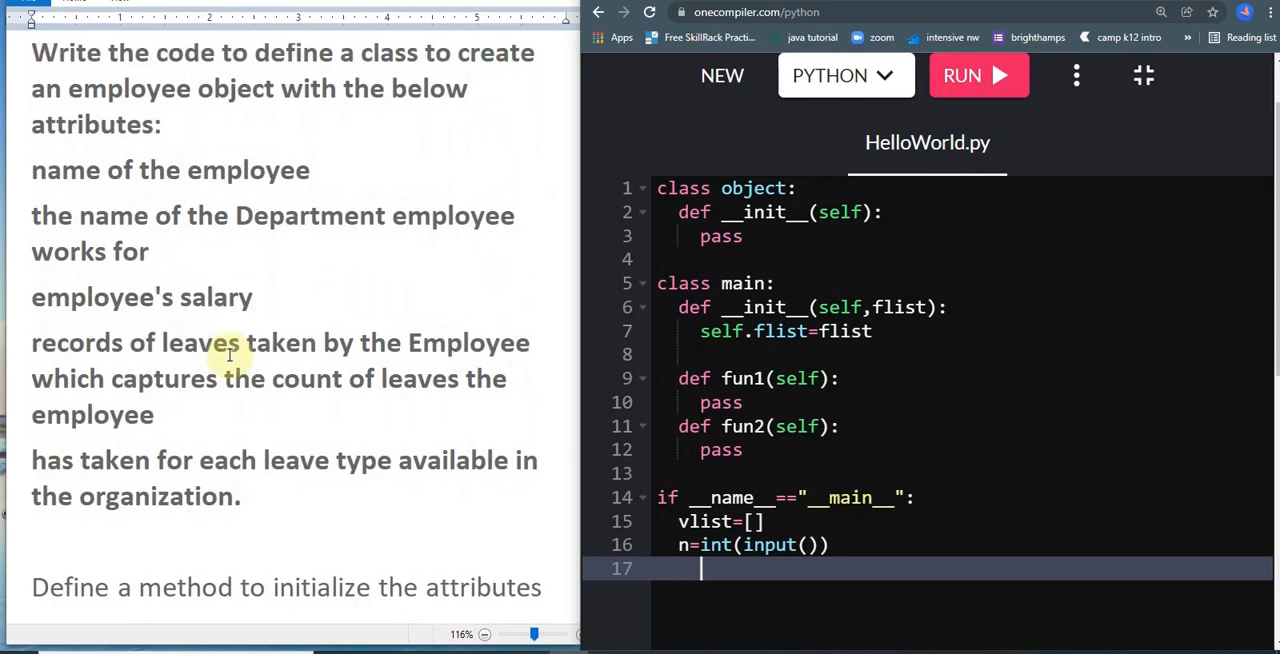 Write the code to define a class to create
an employee object with the below
attributes:
name of the employee
the name of the Department employee
works for
employee's salary
records of leaves taken by the Employee
which captures the count of leaves the
employee
has taken for each leave type available in
the organization.
Define a method to initialize the attributes
116%
1 2 3 4 5
onecompiler.com/python
Apps Free SkillRack Practi... java tutorial zoom intensive nw brighthamps camp k12 intro » Reading list
NEW PYTHON RUN
HelloWorld.py
1 class object:
2 def __init__(self):
3 pass
4
5 class main:
6 def __init__(self,flist):
7 self.flist=flist
8
9 def fun1(self):
10 pass
11 def fun2(self):
12 pass
13
14 if __name__=="__main__":
15 vlist=[]
16 n=int(input())
17